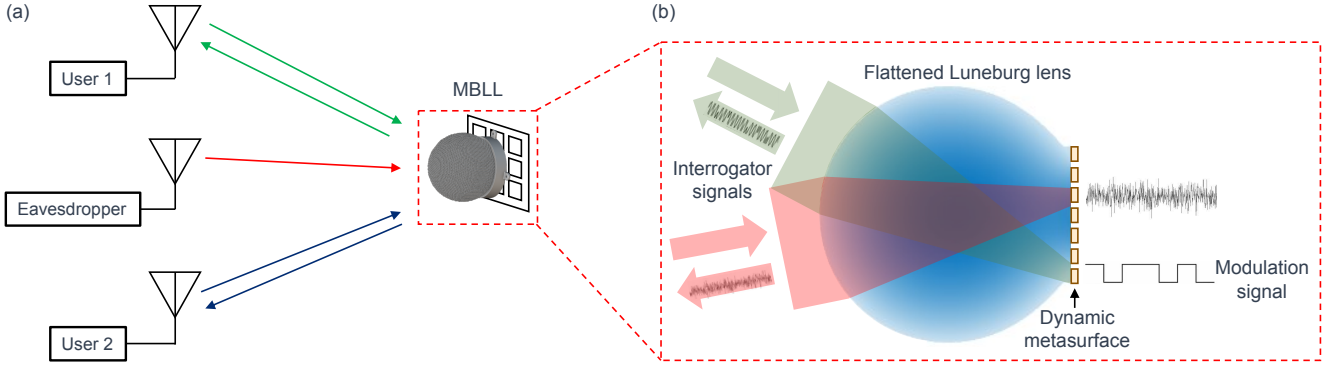 (a)
User 1
Eavesdropper
User 2
MBLL
(b)
Flattened Luneburg lens
Interrogator
signals
Modulation
signal
Dynamic
metasurface